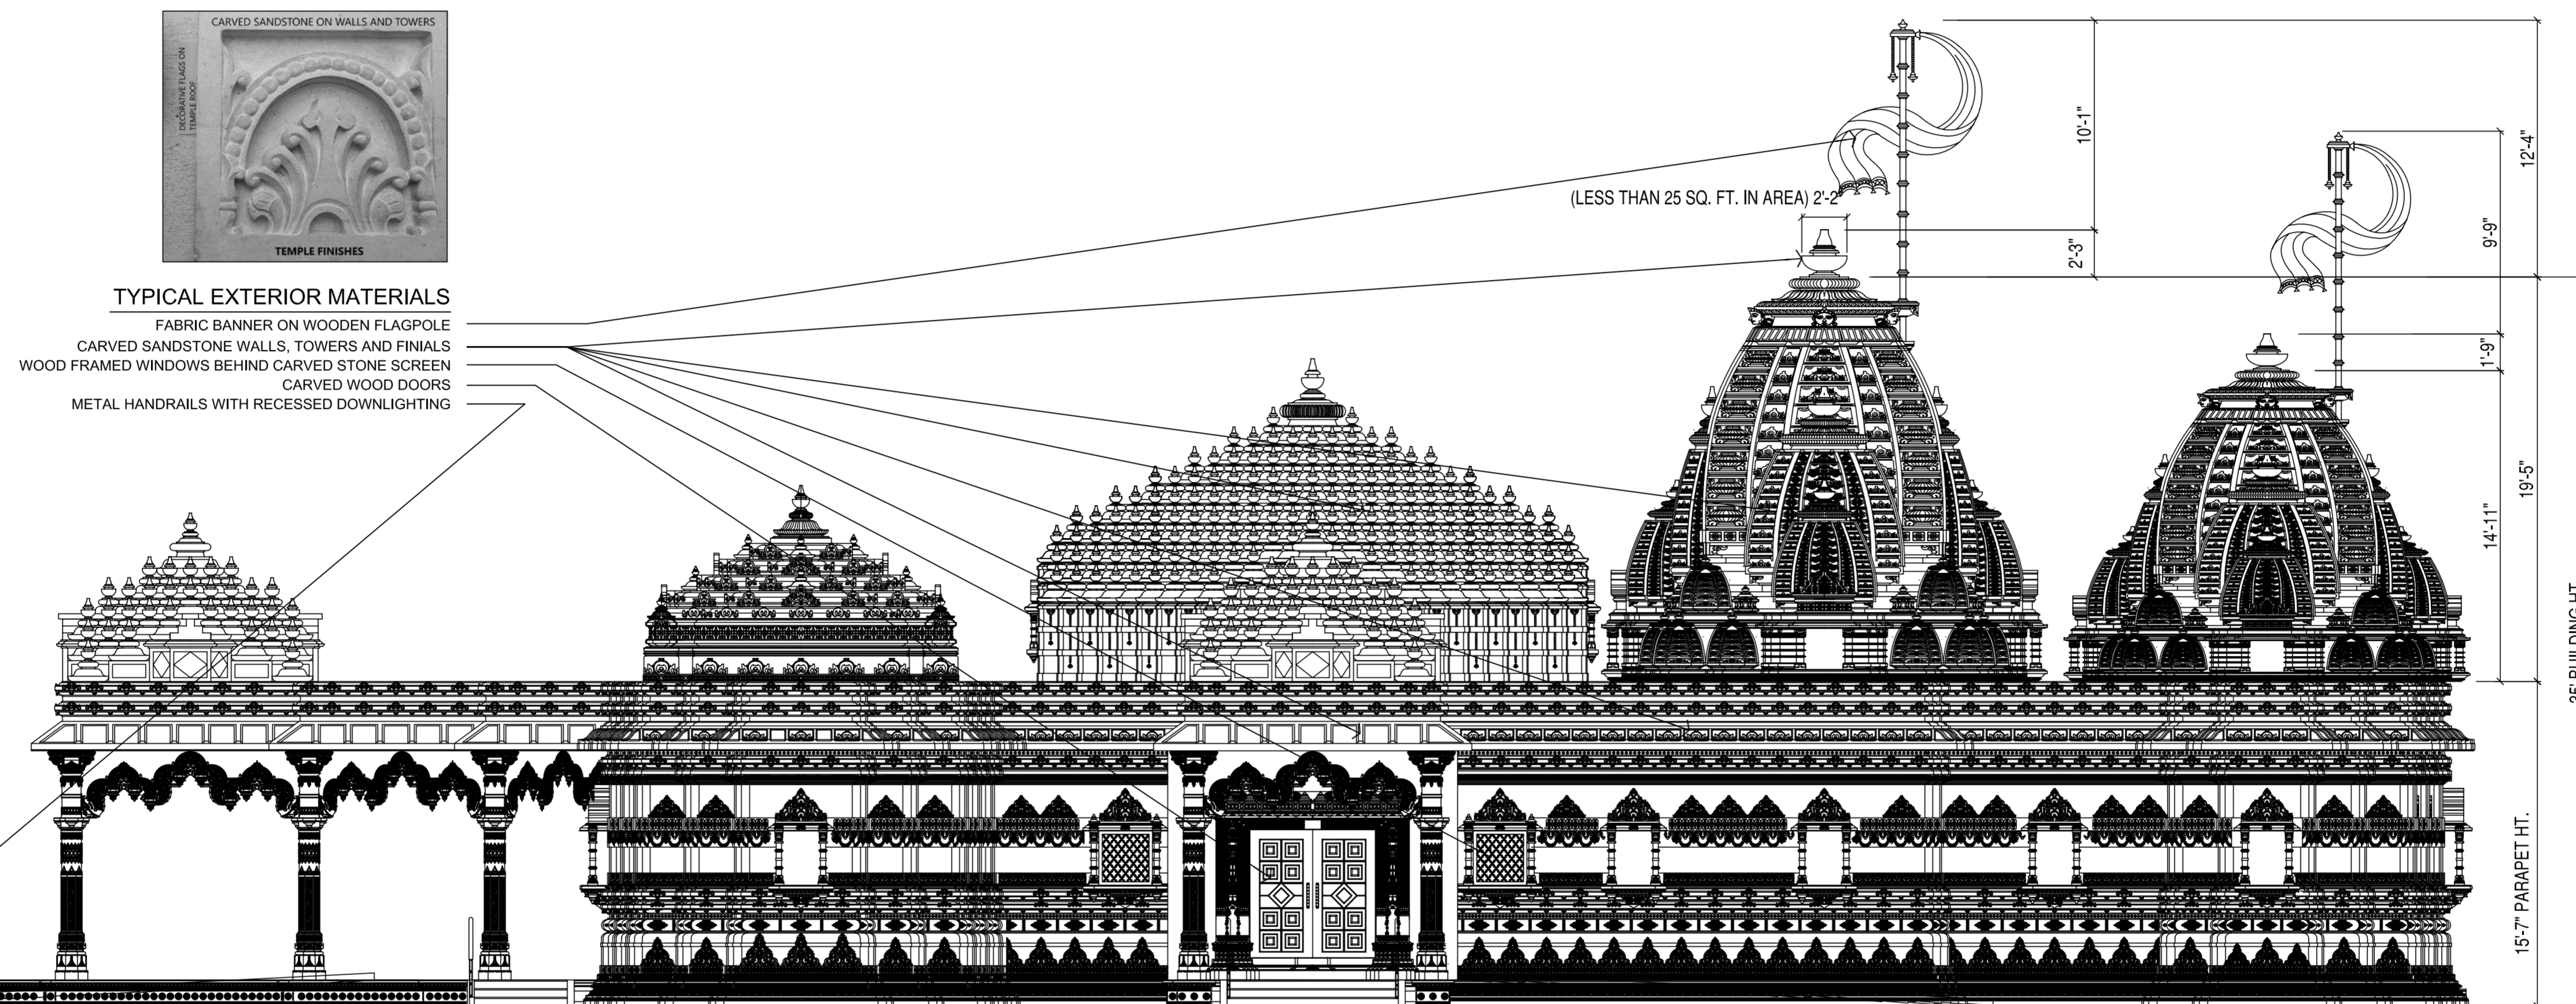 CARVED SANDSTONE ON WALLS AND TOWERS
DECORATIVE FLAGS ON
TEMPLE ROOF
TEMPLE FINISHES
TYPICAL EXTERIOR MATERIALS
FABRIC BANNER ON WOODEN FLAGPOLE
CARVED SANDSTONE WALLS, TOWERS AND FINIALS
WOOD FRAMED WINDOWS BEHIND CARVED STONE SCREEN
CARVED WOOD DOORS
METAL HANDRAILS WITH RECESSED DOWNLIGHTING
(LESS THAN 25 SQ. FT. IN AREA) 2'-2"
10'-1"
2'-3"
12'-4"
9'-9"
1'-9"
14'-11"
19'-5"
35' BUILDING HT.
15'-7" PARAPET HT.